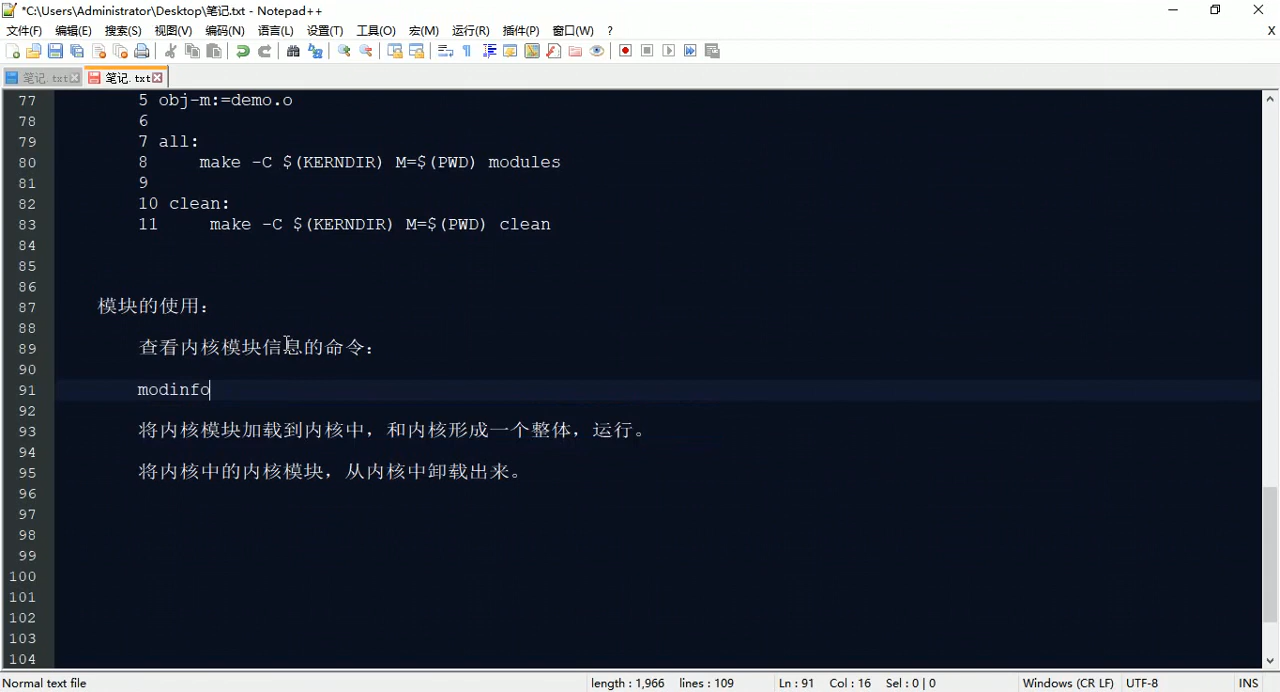 *C:\Users\Administrator\Desktop\笔记.txt - Notepad++
文件(F) 编辑(E) 搜索(S) 视图(V) 编码(N) 语言(L) 设置(T) 工具(O) 宏(M) 运行(R) 插件(P) 窗口(W) ? X
笔记.txt 笔记.txt
77 5 obj-m:=demo.o
78 6
79 7 all:
80 8 make -C $(KERNDIR) M=$(PWD) modules
81 9
82 10 clean:
83 11 make -C $(KERNDIR) M=$(PWD) clean
84
85
86
87 模块的使用:
88
89 查看内核模块信息的命令:
90
91 modinfo
92
93 将内核模块加载到内核中，和内核形成一个整体，运行。
94
95 将内核中的内核模块，从内核中卸载出来。
96
97
98
99
100
101
102
103
104
Normal text file length : 1,966 lines : 109 Ln : 91 Col : 16 Sel : 0 | 0 Windows (CR LF) UTF-8 INS